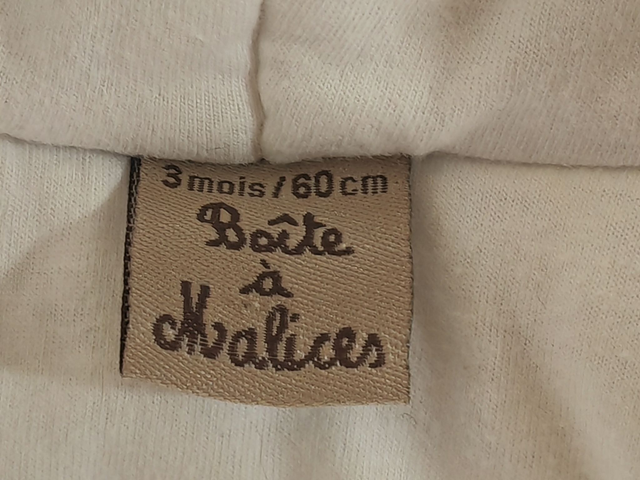 3 mois / 60 cm
Boîte
à
Malices